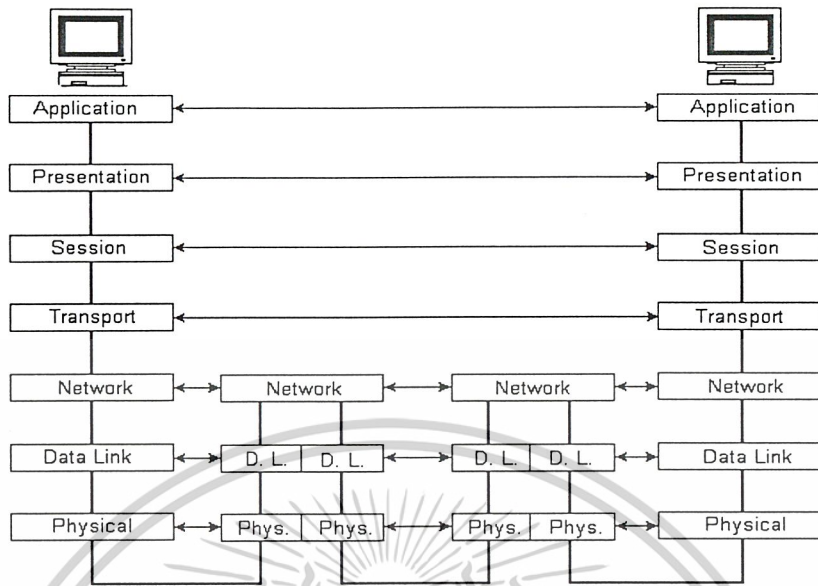 Application Application
Presentation Presentation
Session Session
Transport Transport
Network Network Network Network
Data Link D. L. D. L. D. L. D. L. Data Link
Physical Phys. Phys. Phys. Phys. Physical